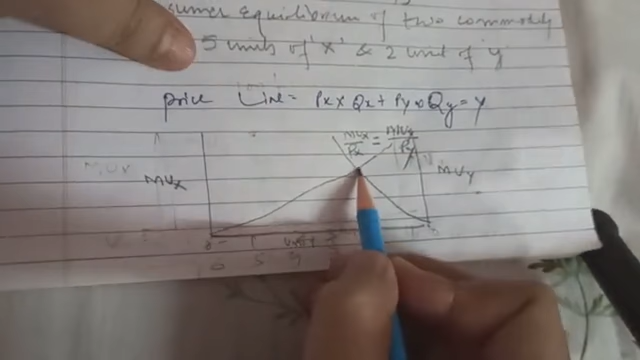 sumer equilibrium of two commodity
5 units of 'x' & 2 unit of y
price Line = Px x Qx + Py x Qy = Y
MUx/Px = MUy/Py
MUx MUy
0 5